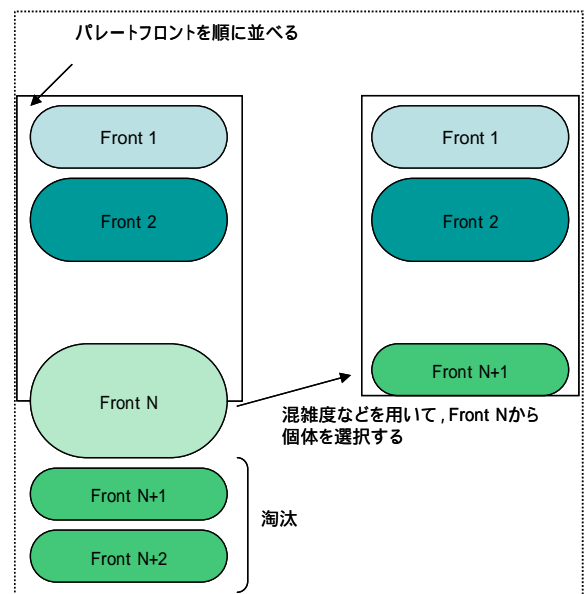 パレートフロントを順に並べる
Front 1
Front 2
Front N
Front N+1
Front N+2
淘汰
Front 1
Front 2
Front N+1
混雑度などを用いて,Front Nから
個体を選択する